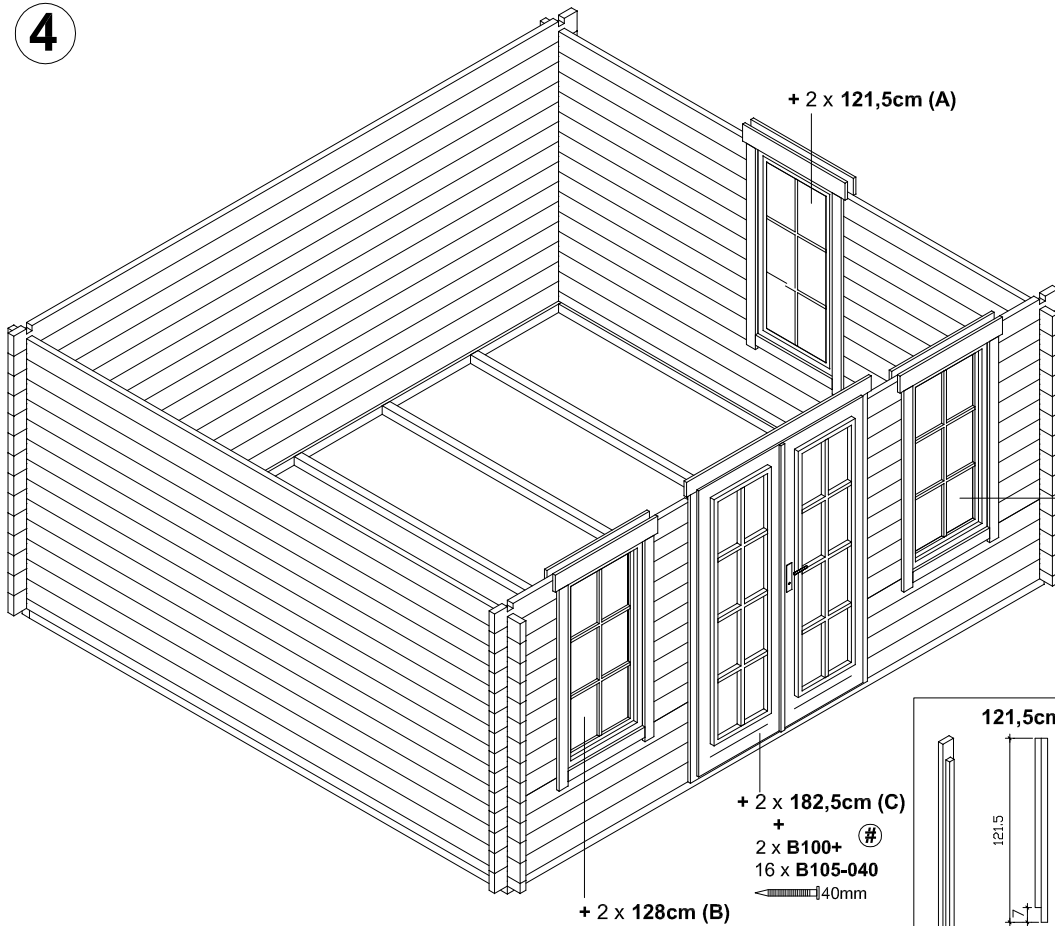 4
+ 2 x 121,5cm (A)
121,5cm
121.5
7
+ 2 x 182,5cm (C)
+
2 x B100+
#
16 x B105-040
40mm
+ 2 x 128cm (B)